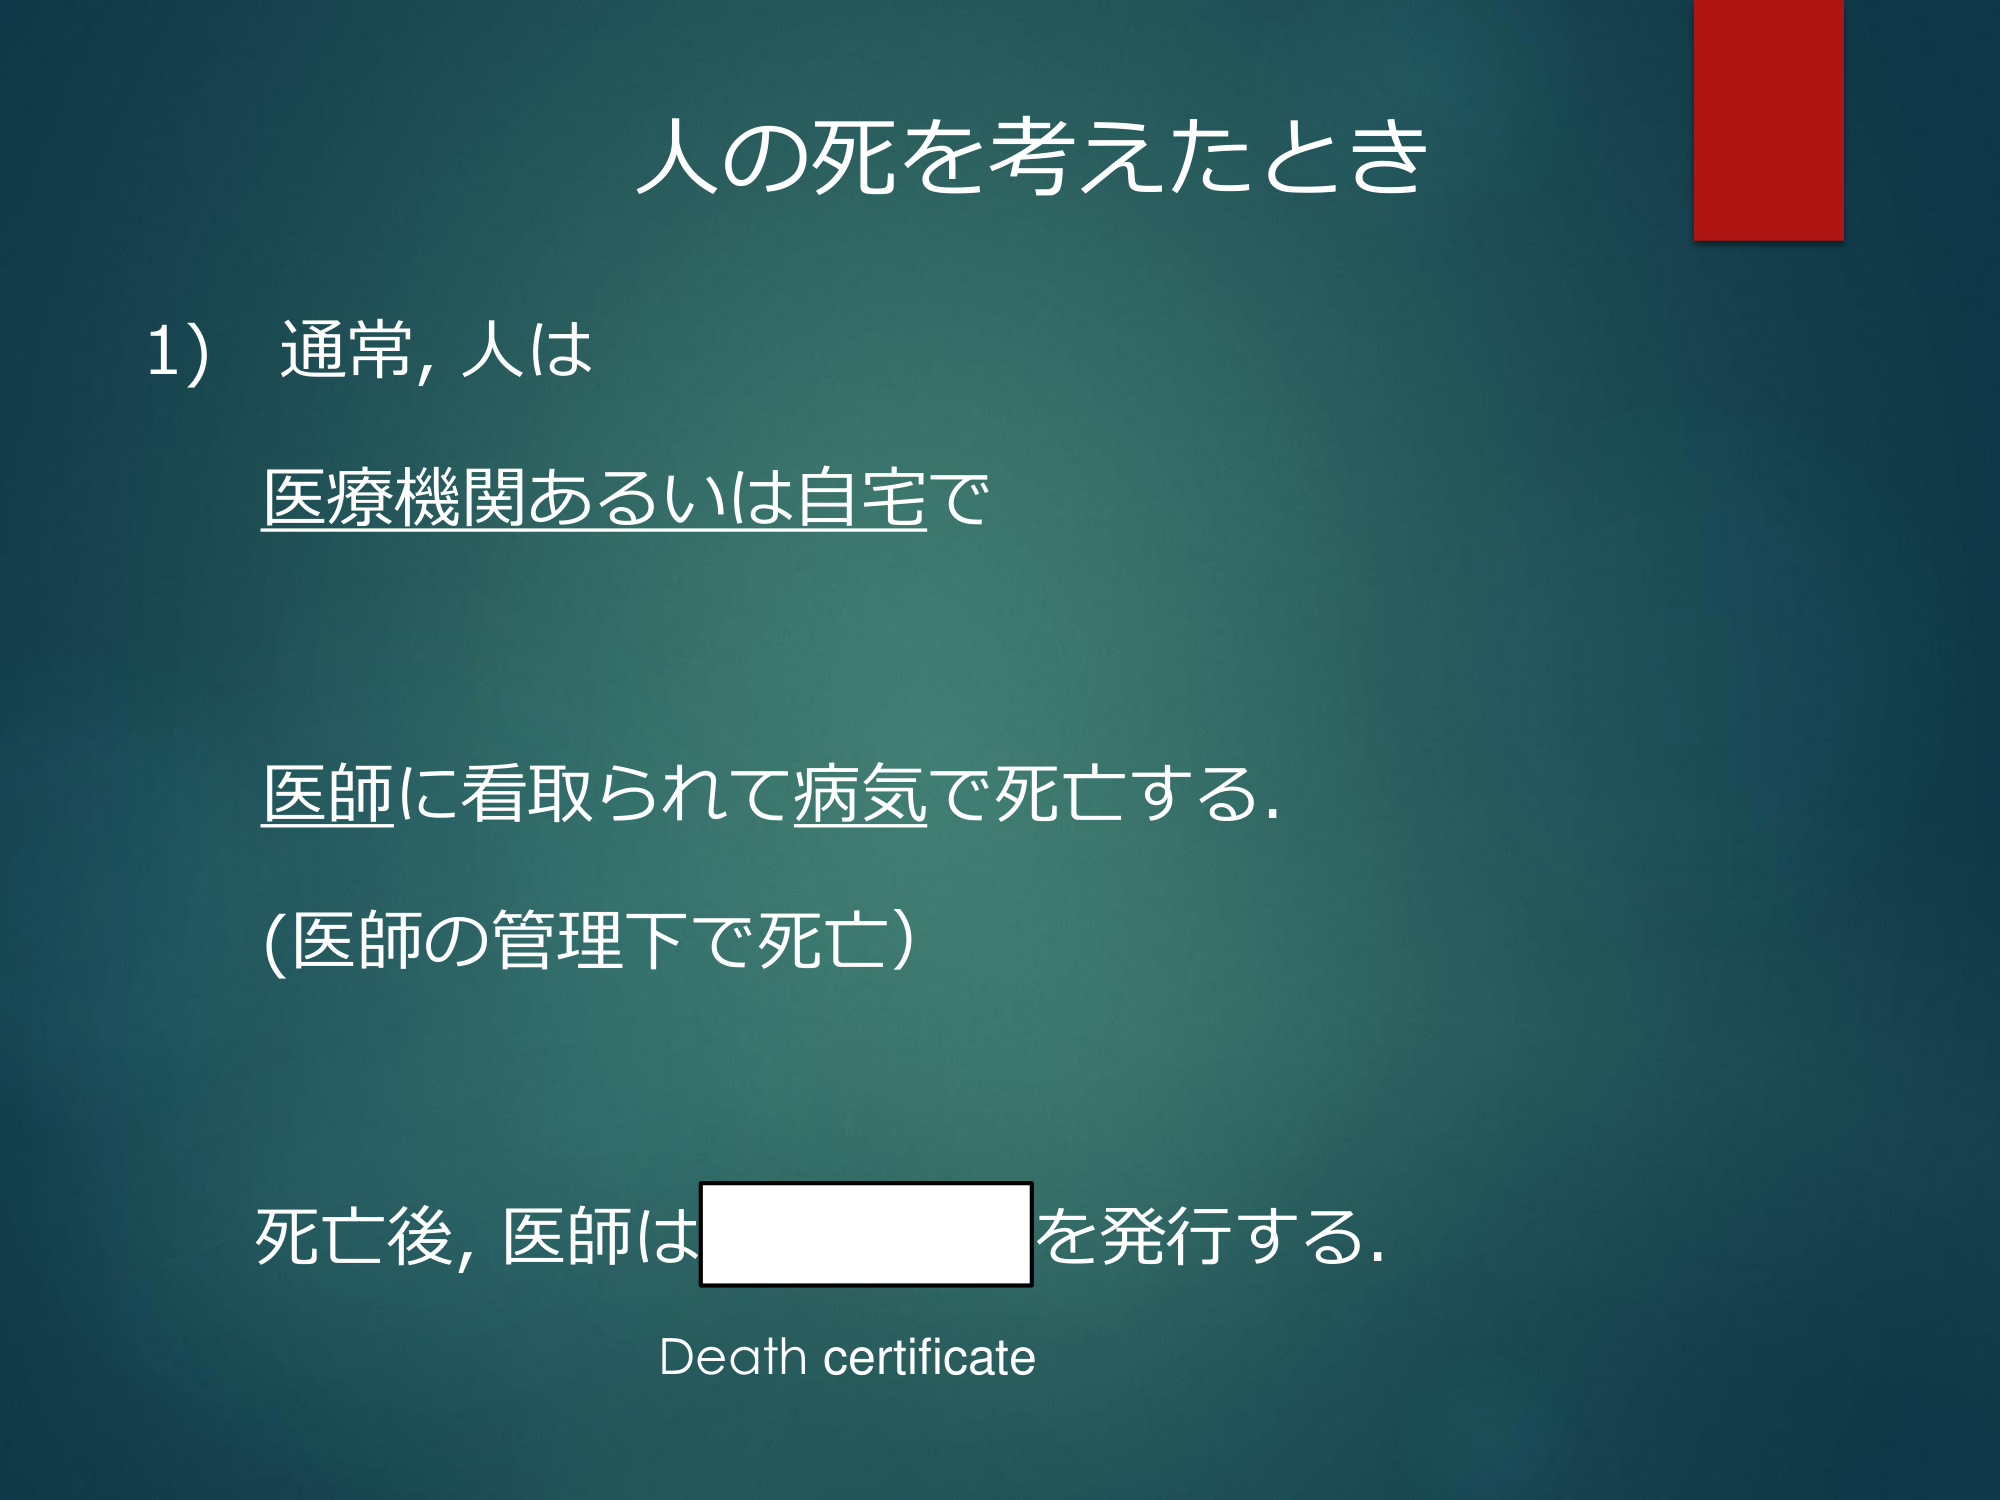 人の死を考えたとき
1) 通常, 人は
医療機関あるいは自宅で
医師に看取られて病気で死亡する.
(医師の管理下で死亡）
死亡後, 医師は を発行する.
Death certificate